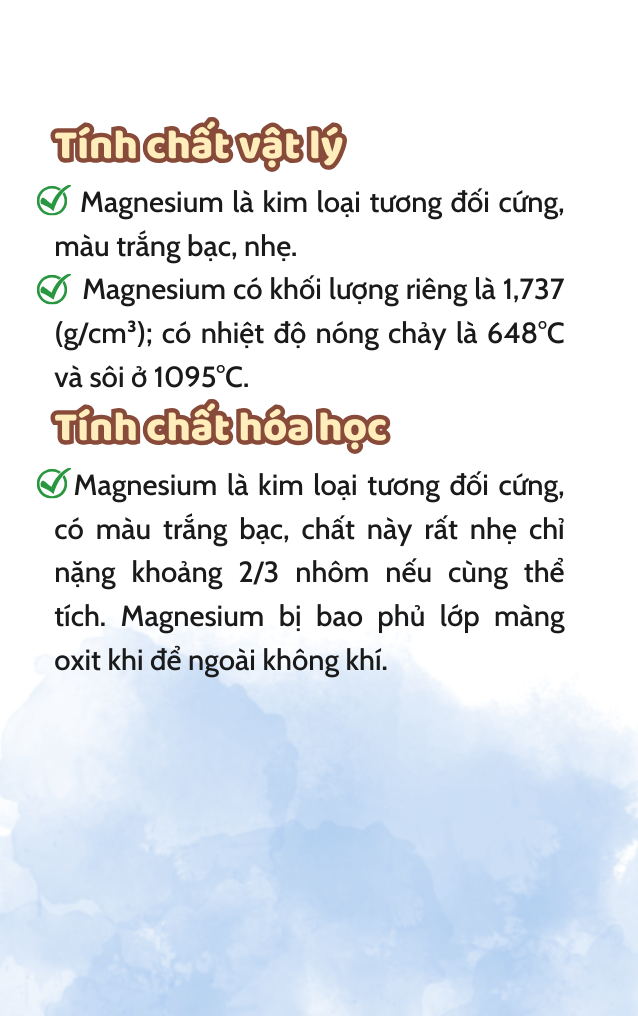 Tính chất vật lý
Magnesium là kim loại tương đối cứng,
màu trắng bạc, nhẹ.
Magnesium có khối lượng riêng là 1,737
(g/cm³); có nhiệt độ nóng chảy là 648°C
và sôi ở 1095°C.
Tính chất hóa học
Magnesium là kim loại tương đối cứng,
có màu trắng bạc, chất này rất nhẹ chỉ
nặng khoảng 2/3 nhôm nếu cùng thể
tích. Magnesium bị bao phủ lớp màng
oxit khi để ngoài không khí.